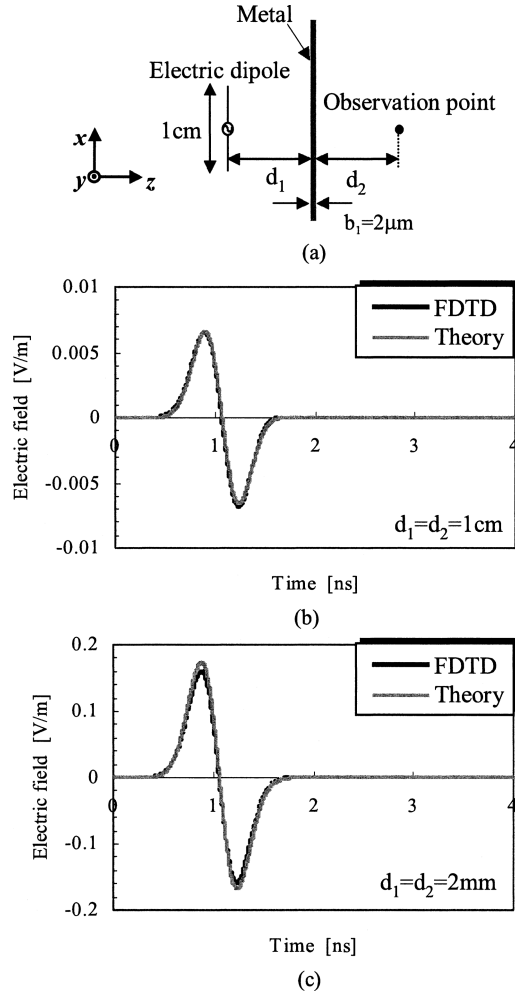 Metal
Electric dipole
Observation point
1cm
x
y
z
d1
d2
b1=2μm
(a)
0.01
FDTD
Theory
0.005
0
0
1
2
3
4
-0.005
-0.01
Electric field [V/m]
d1=d2=1cm
Time [ns]
(b)
0.2
FDTD
Theory
0.1
0
0
1
2
3
4
-0.1
-0.2
Electric field [V/m]
d1=d2=2mm
Time [ns]
(c)